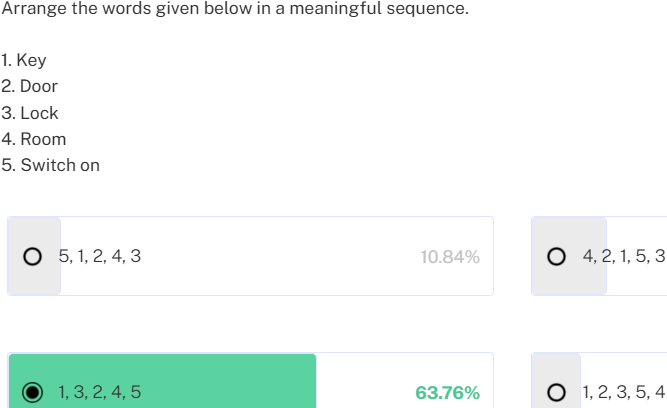 Arrange the words given below in a meaningful sequence.
1. Key
2. Door
3. Lock
4. Room
5. Switch on
5, 1, 2, 4, 3 10.84%
4, 2, 1, 5, 3
1, 3, 2, 4, 5 63.76%
1, 2, 3, 5, 4